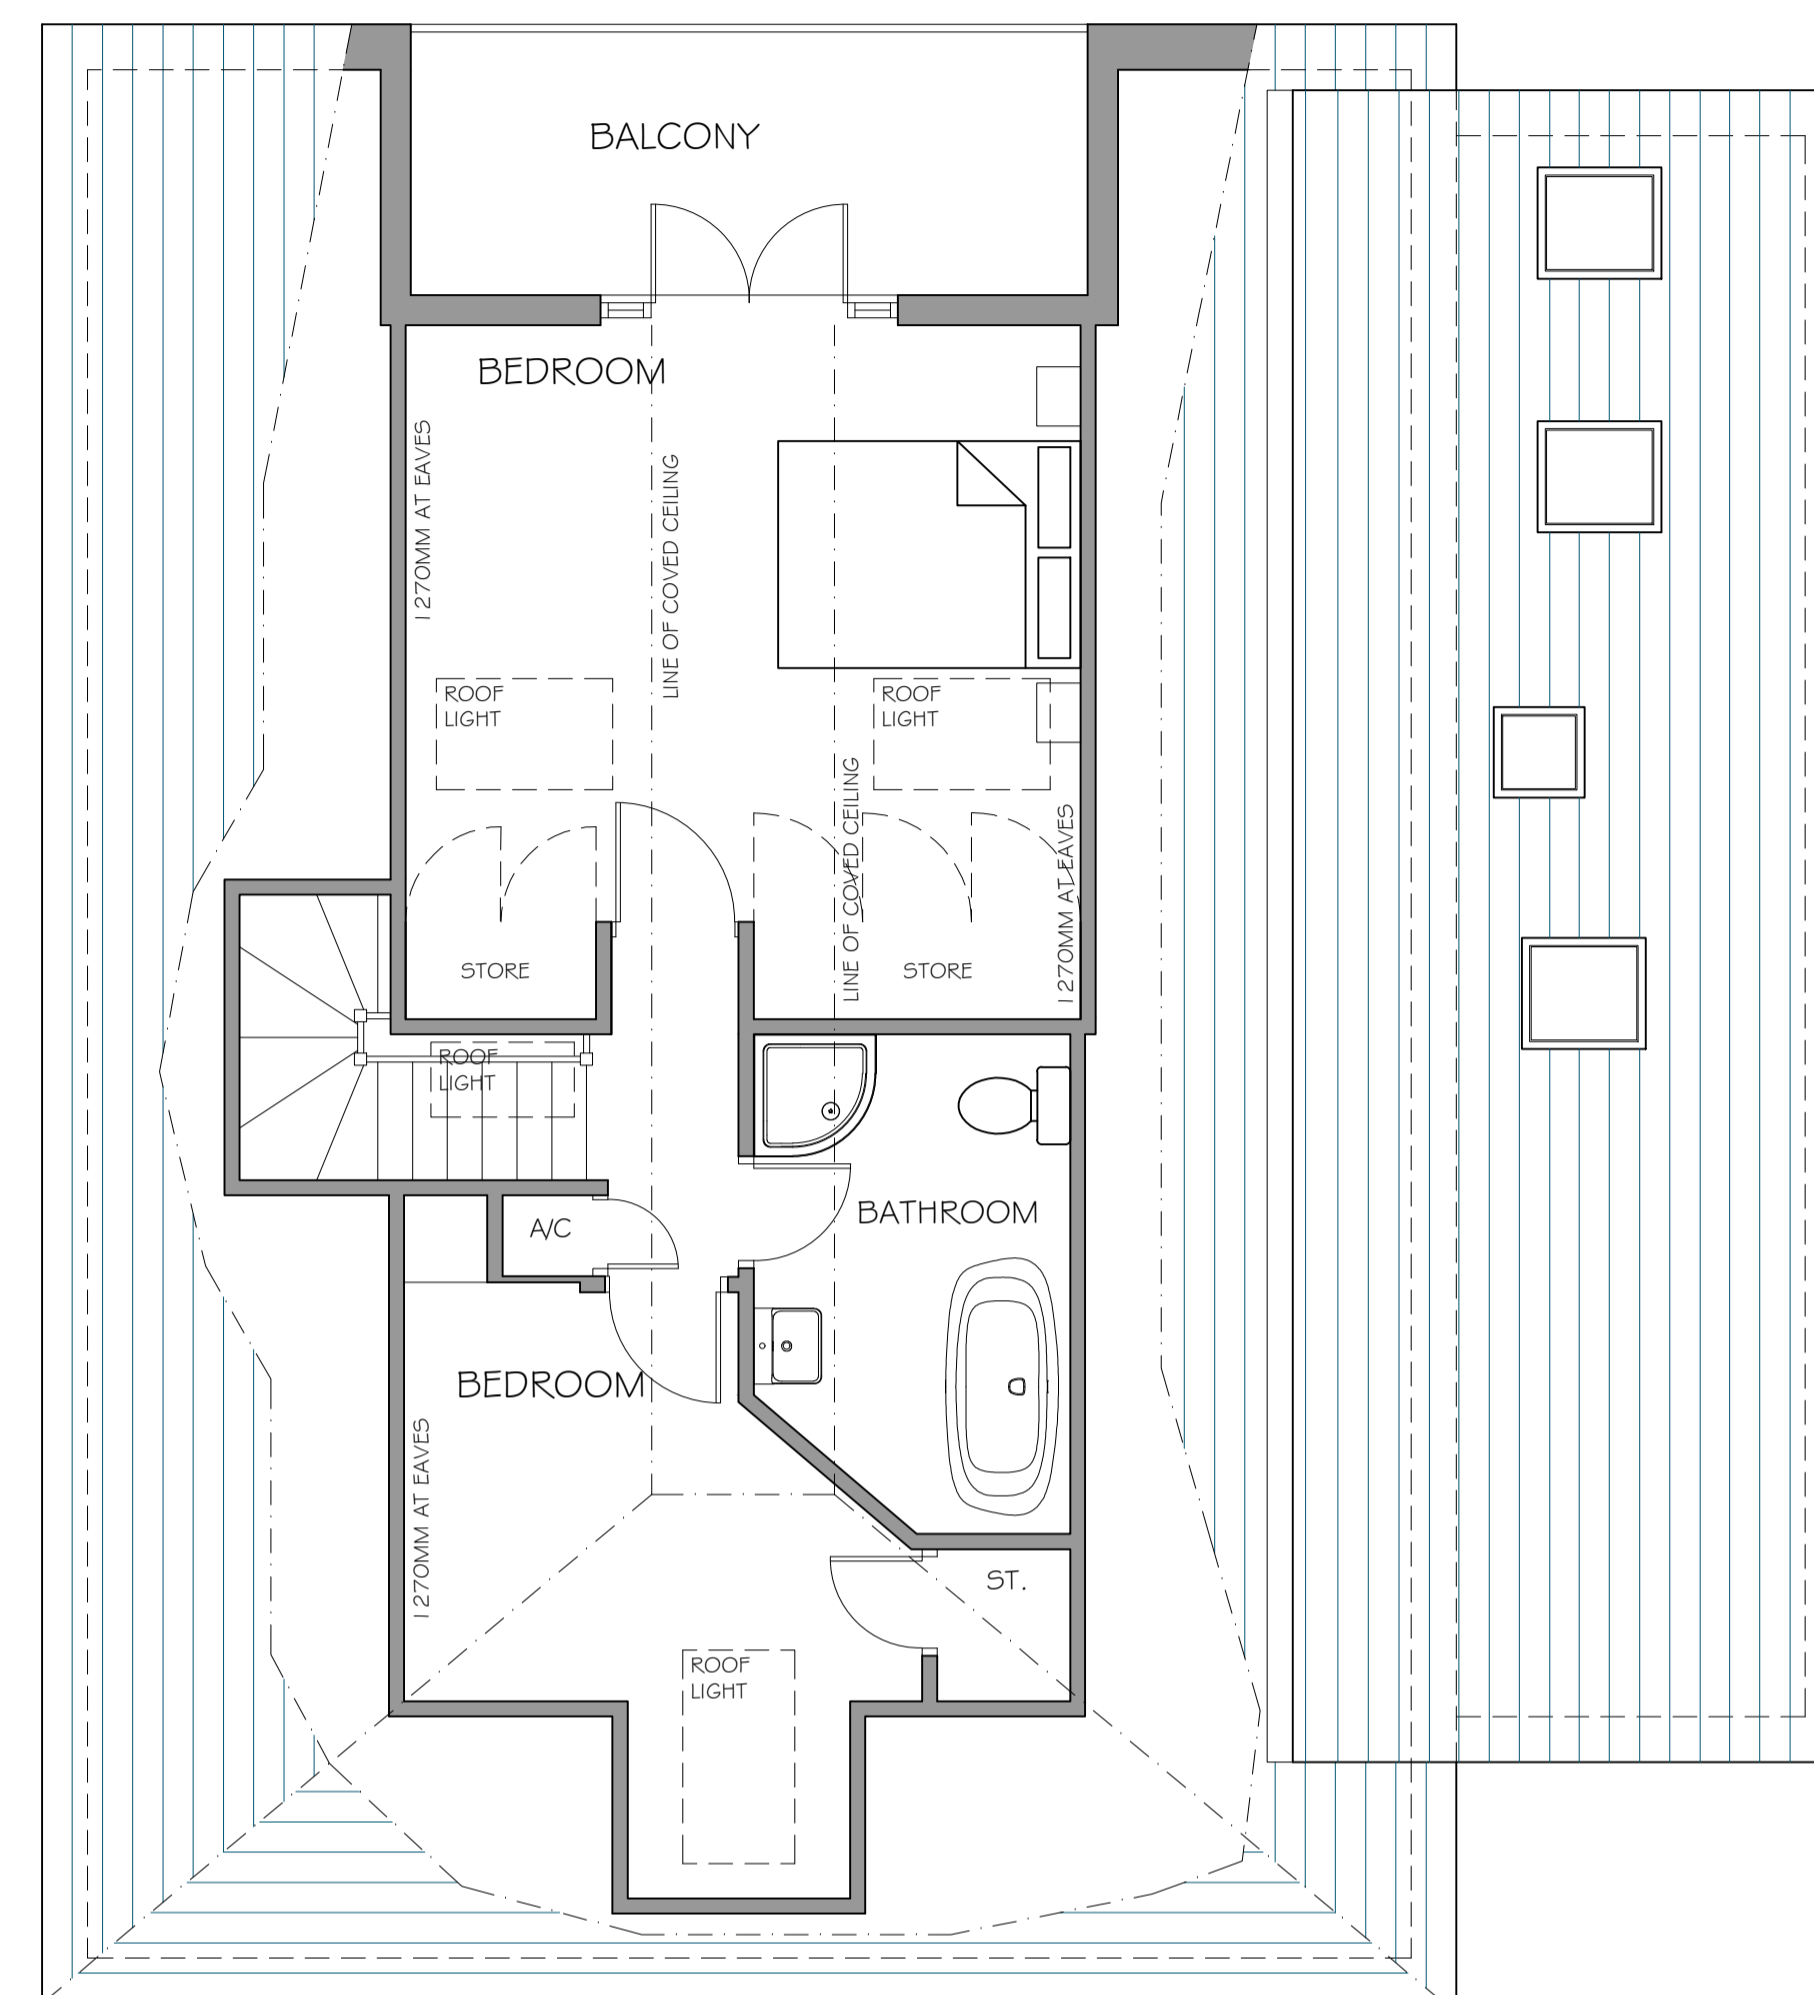 BALCONY
BEDROOM
1270MM AT EAVES
LINE OF COVED CEILING
ROOF
LIGHT
ROOF
LIGHT
LINE OF COVED CEILING
1270MM AT EAVES
STORE
STORE
ROOF
LIGHT
A/C
BATHROOM
BEDROOM
1270MM AT EAVES
ST.
ROOF
LIGHT